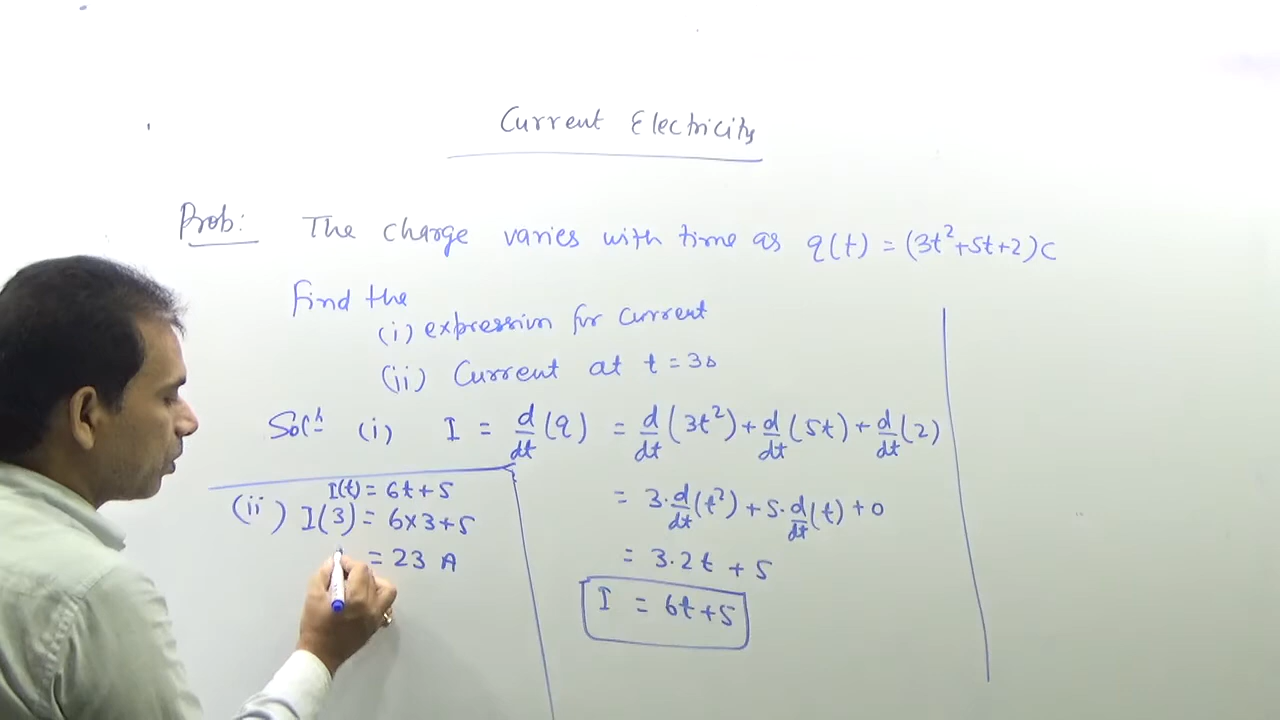 Current Electricity
Prob: The charge varies with time as q(t) = (3t²+5t+2)C
Find the
(i) expression for current
(ii) Current at t = 3s
Solⁿ (i) I = d/dt (q) = d/dt (3t²) + d/dt (5t) + d/dt (2)
= 3. d/dt (t²) + 5. d/dt (t) + 0
= 3.2t + 5
I = 6t+5
I(t) = 6t+5
(ii) I(3) = 6×3+5
= 23 A